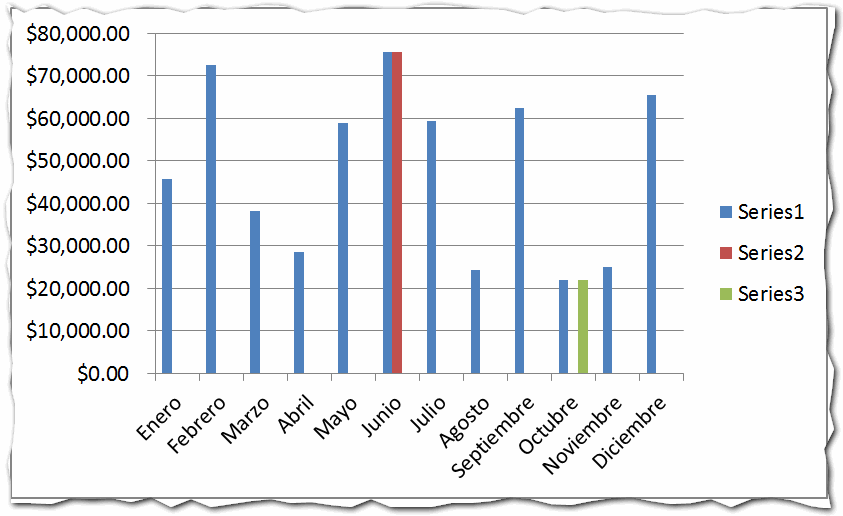 $80,000.00
$70,000.00
$60,000.00
$50,000.00
$40,000.00
$30,000.00
$20,000.00
$10,000.00
$0.00
Enero
Febrero
Marzo
Abril
Mayo
Junio
Julio
Agosto
Septiembre
Octubre
Noviembre
Diciembre
Series1
Series2
Series3